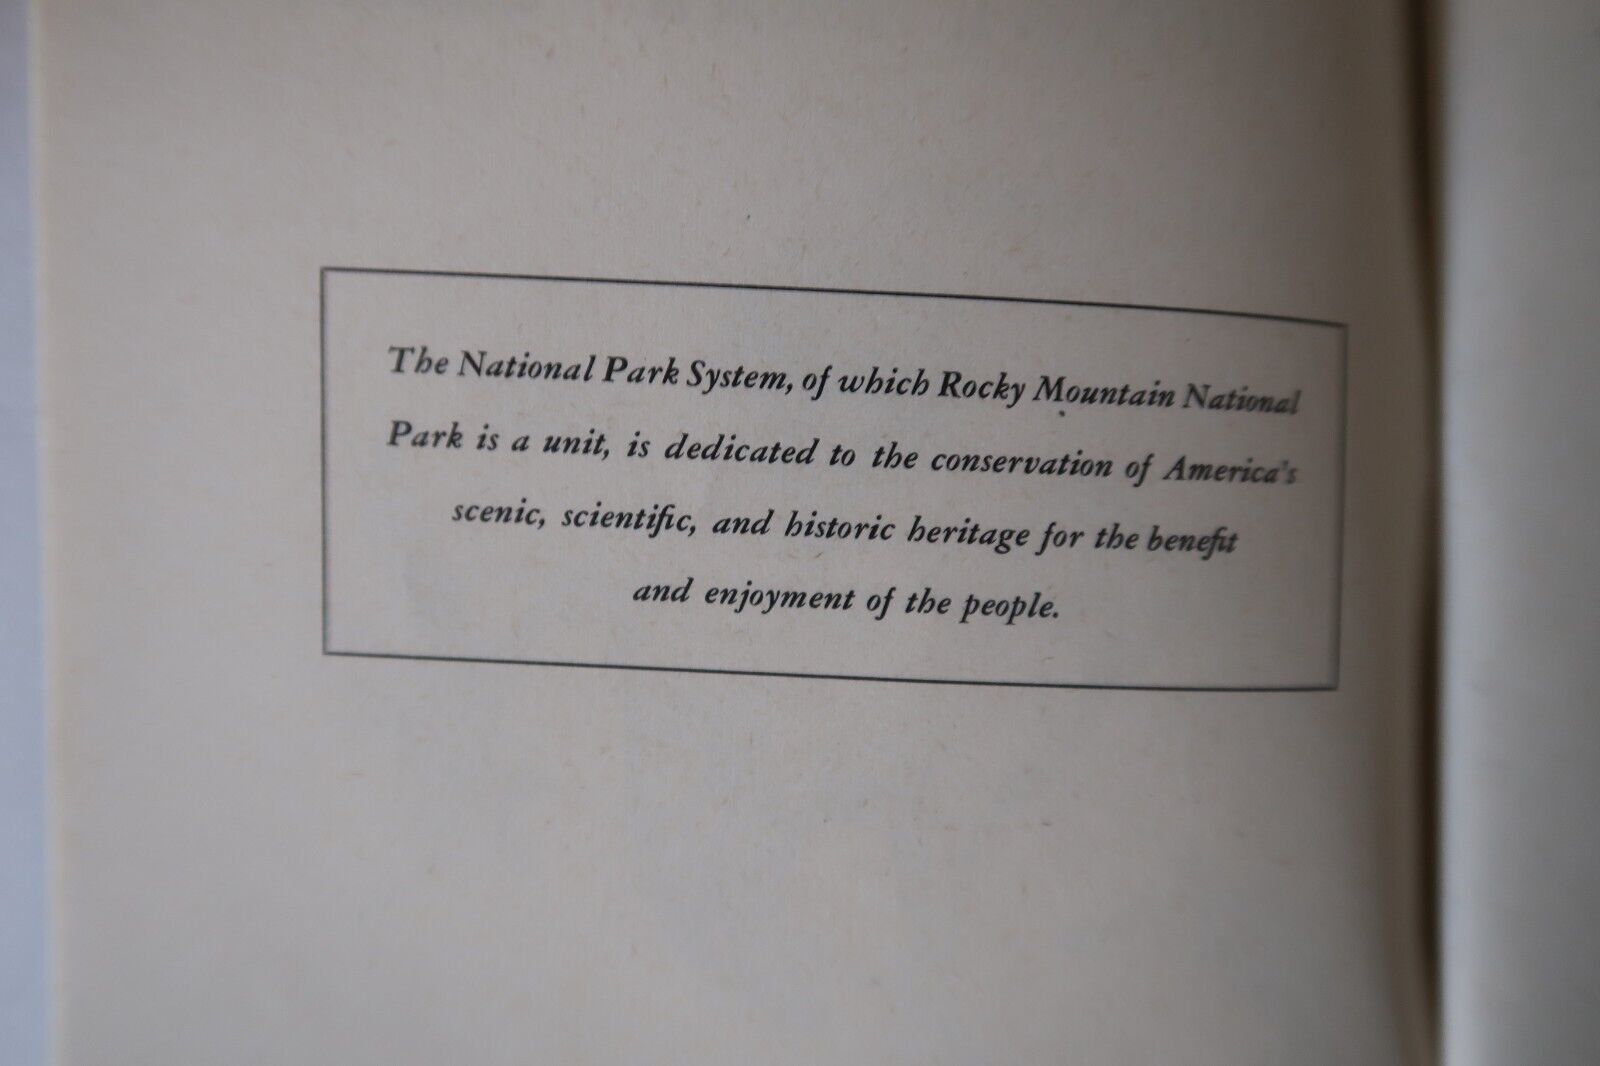 The National Park System, of which Rocky Mountain National
Park is a unit, is dedicated to the conservation of America's
scenic, scientific, and historic heritage for the benefit
and enjoyment of the people.